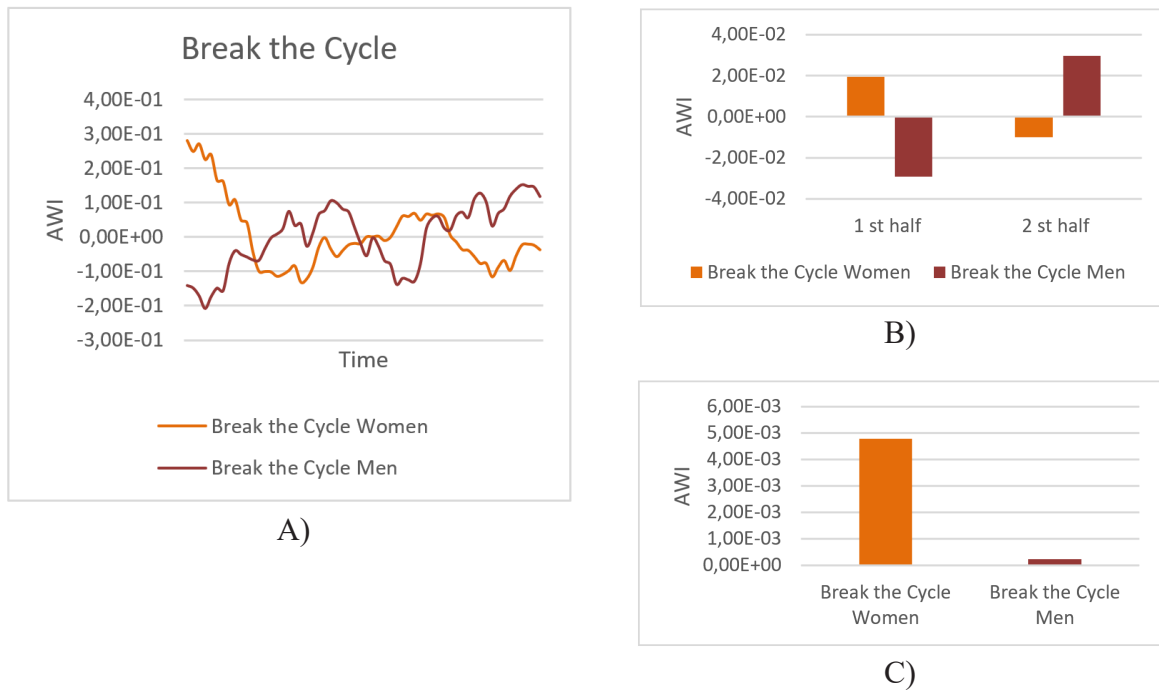 Break the Cycle
AWI
4,00E-01
3,00E-01
2,00E-01
1,00E-01
0,00E+00
-1,00E-01
-2,00E-01
-3,00E-01
Time
Break the Cycle Women
Break the Cycle Men
A)
AWI
4,00E-02
2,00E-02
0,00E+00
-2,00E-02
-4,00E-02
1 st half 2 st half
Break the Cycle Women Break the Cycle Men
B)
AWI
6,00E-03
5,00E-03
4,00E-03
3,00E-03
2,00E-03
1,00E-03
0,00E+00
Break the Cycle
Women
Break the Cycle
Men
C)